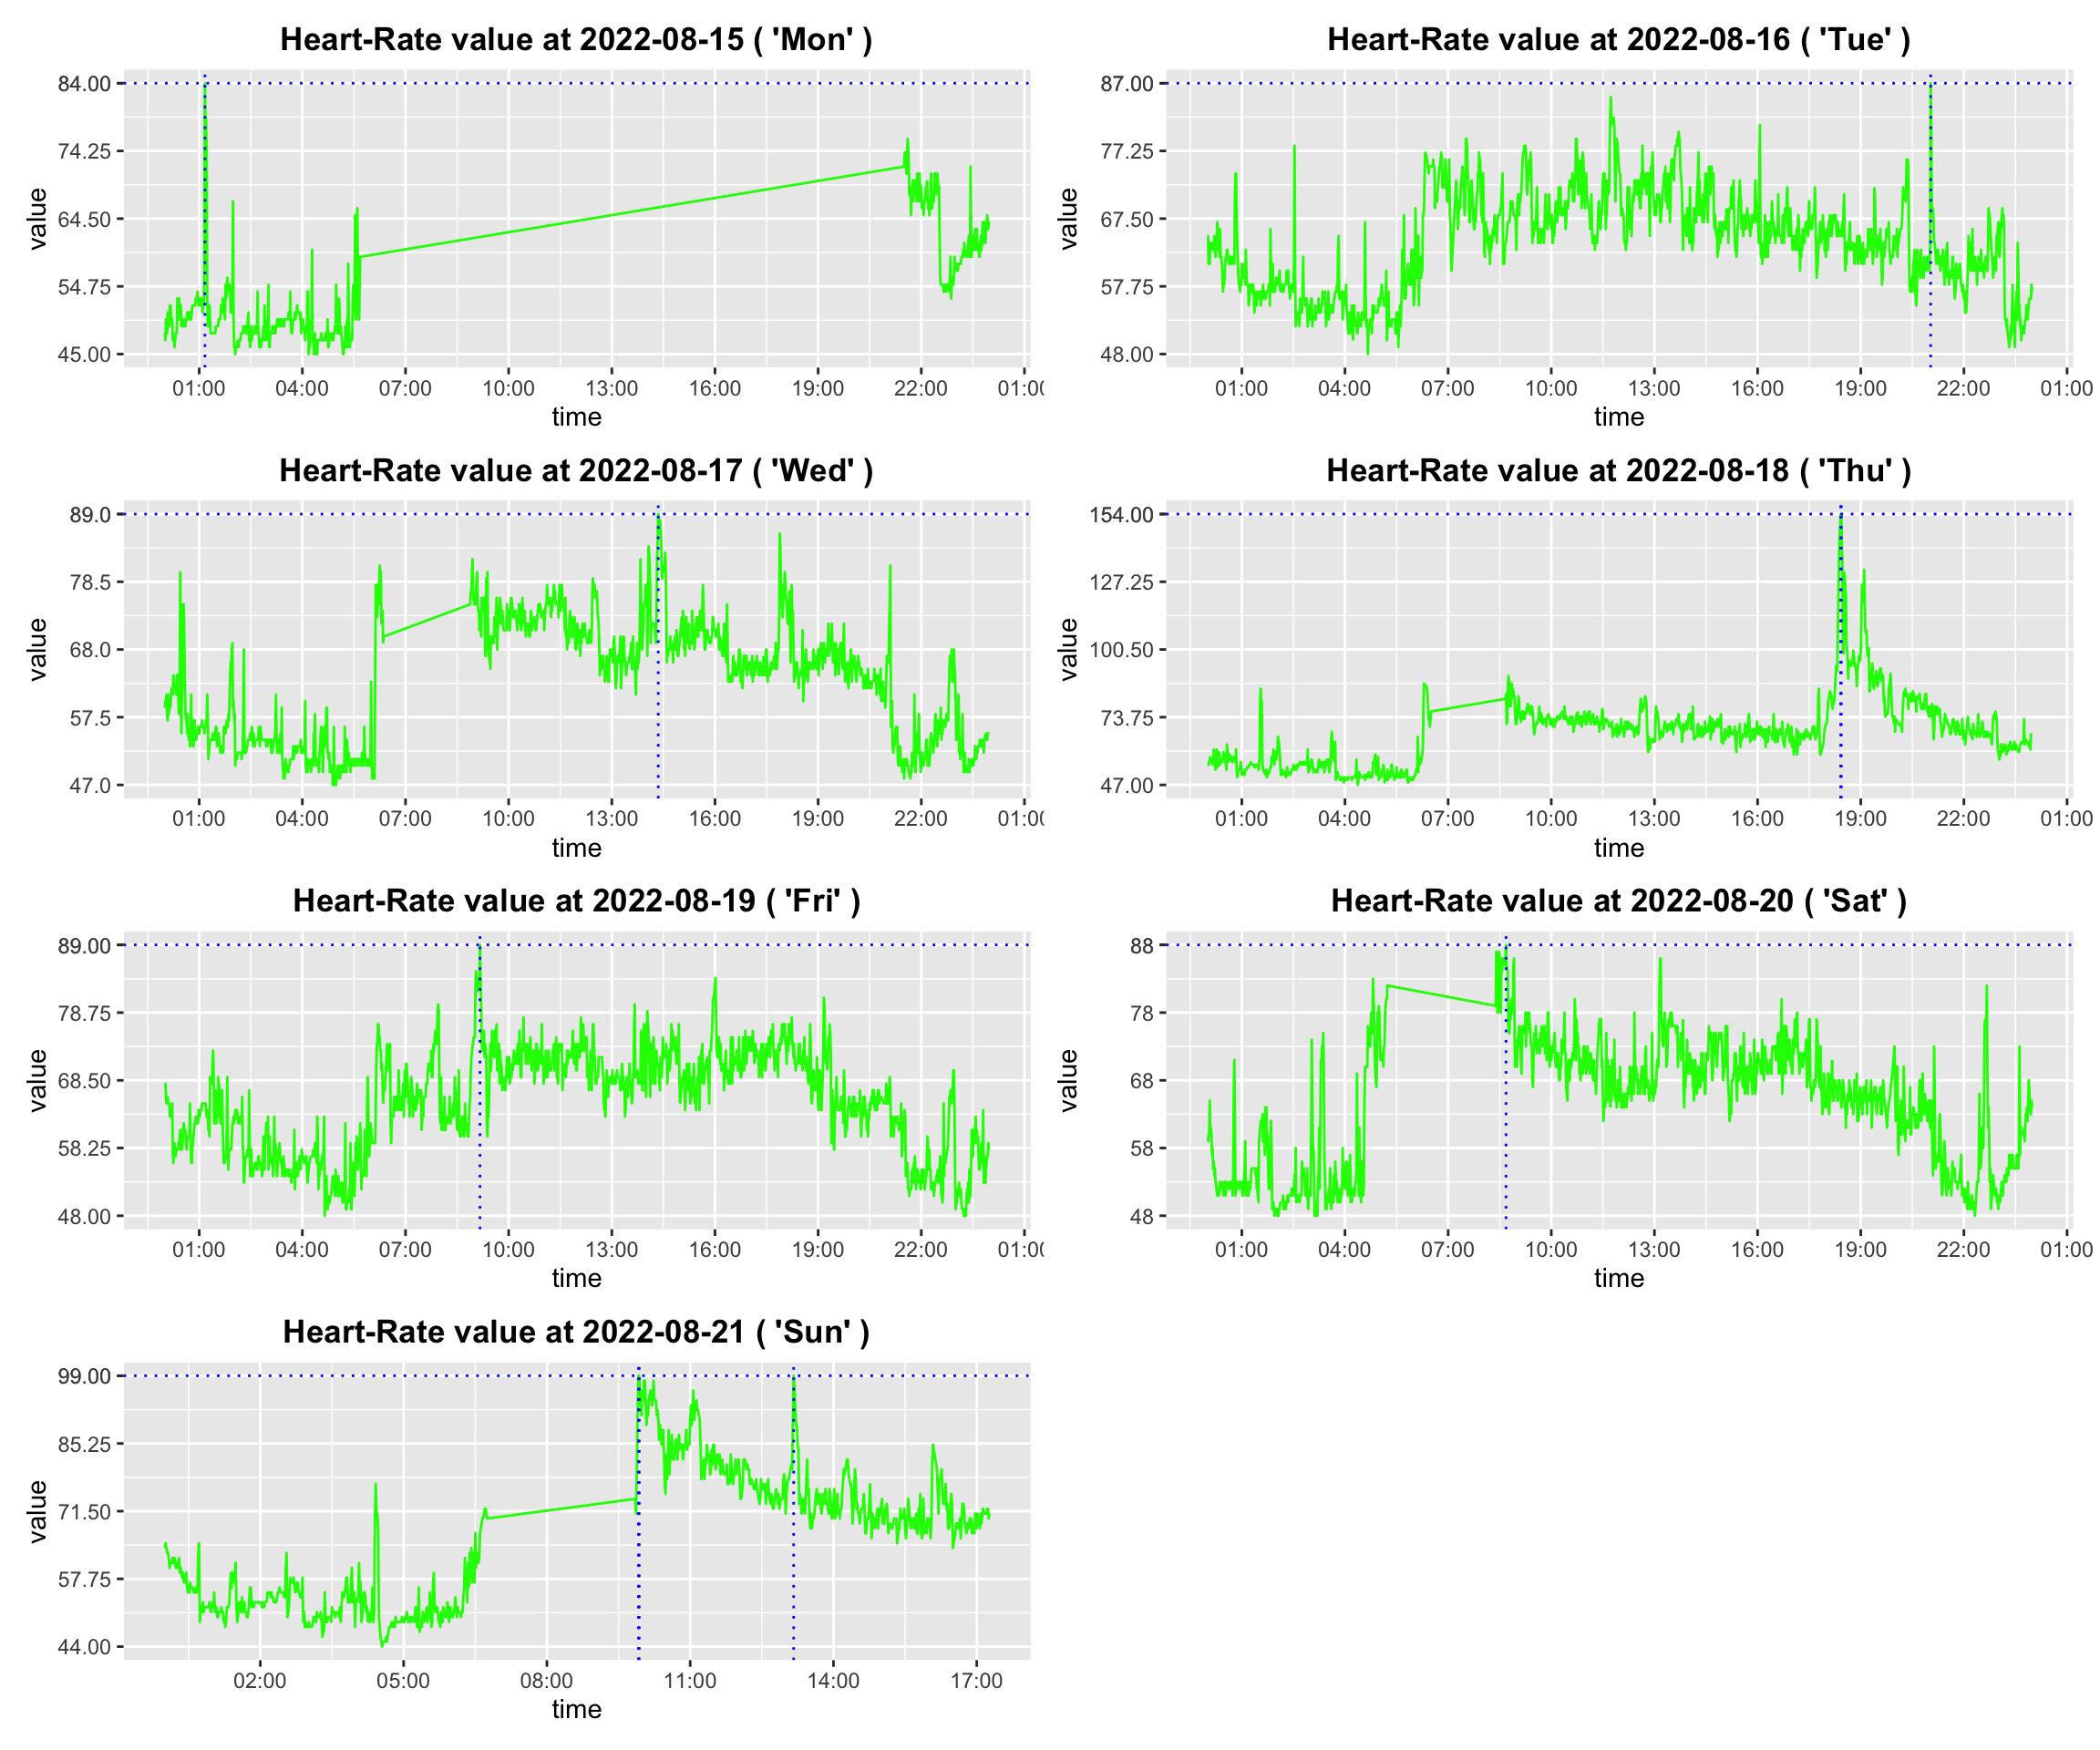 Heart-Rate value at 2022-08-15 ( 'Mon' )
84.00
74.25
64.50
54.75
45.00
value
01:00 04:00 07:00 10:00 13:00 16:00 19:00 22:00 01:00
time
Heart-Rate value at 2022-08-16 ( 'Tue' )
87.00
77.25
67.50
57.75
48.00
value
01:00 04:00 07:00 10:00 13:00 16:00 19:00 22:00 01:00
time
Heart-Rate value at 2022-08-17 ( 'Wed' )
89.0
78.5
68.0
57.5
47.0
value
01:00 04:00 07:00 10:00 13:00 16:00 19:00 22:00 01:00
time
Heart-Rate value at 2022-08-18 ( 'Thu' )
154.00
127.25
100.50
73.75
47.00
value
01:00 04:00 07:00 10:00 13:00 16:00 19:00 22:00 01:00
time
Heart-Rate value at 2022-08-19 ( 'Fri' )
89.00
78.75
68.50
58.25
48.00
value
01:00 04:00 07:00 10:00 13:00 16:00 19:00 22:00 01:00
time
Heart-Rate value at 2022-08-20 ( 'Sat' )
88
78
68
58
48
value
01:00 04:00 07:00 10:00 13:00 16:00 19:00 22:00 01:00
time
Heart-Rate value at 2022-08-21 ( 'Sun' )
99.00
85.25
71.50
57.75
44.00
value
02:00 05:00 08:00 11:00 14:00 17:00
time